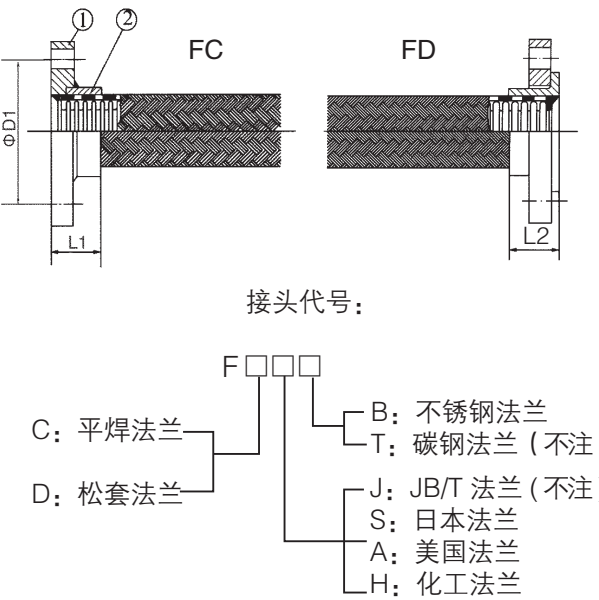 ① ②
FC FD
ΦD1
L1 L2
接头代号：
F□□□
C：平焊法兰
D：松套法兰
B：不锈钢法兰
T：碳钢法兰 (不注
J：JB/T 法兰 (不注
S：日本法兰
A：美国法兰
H：化工法兰